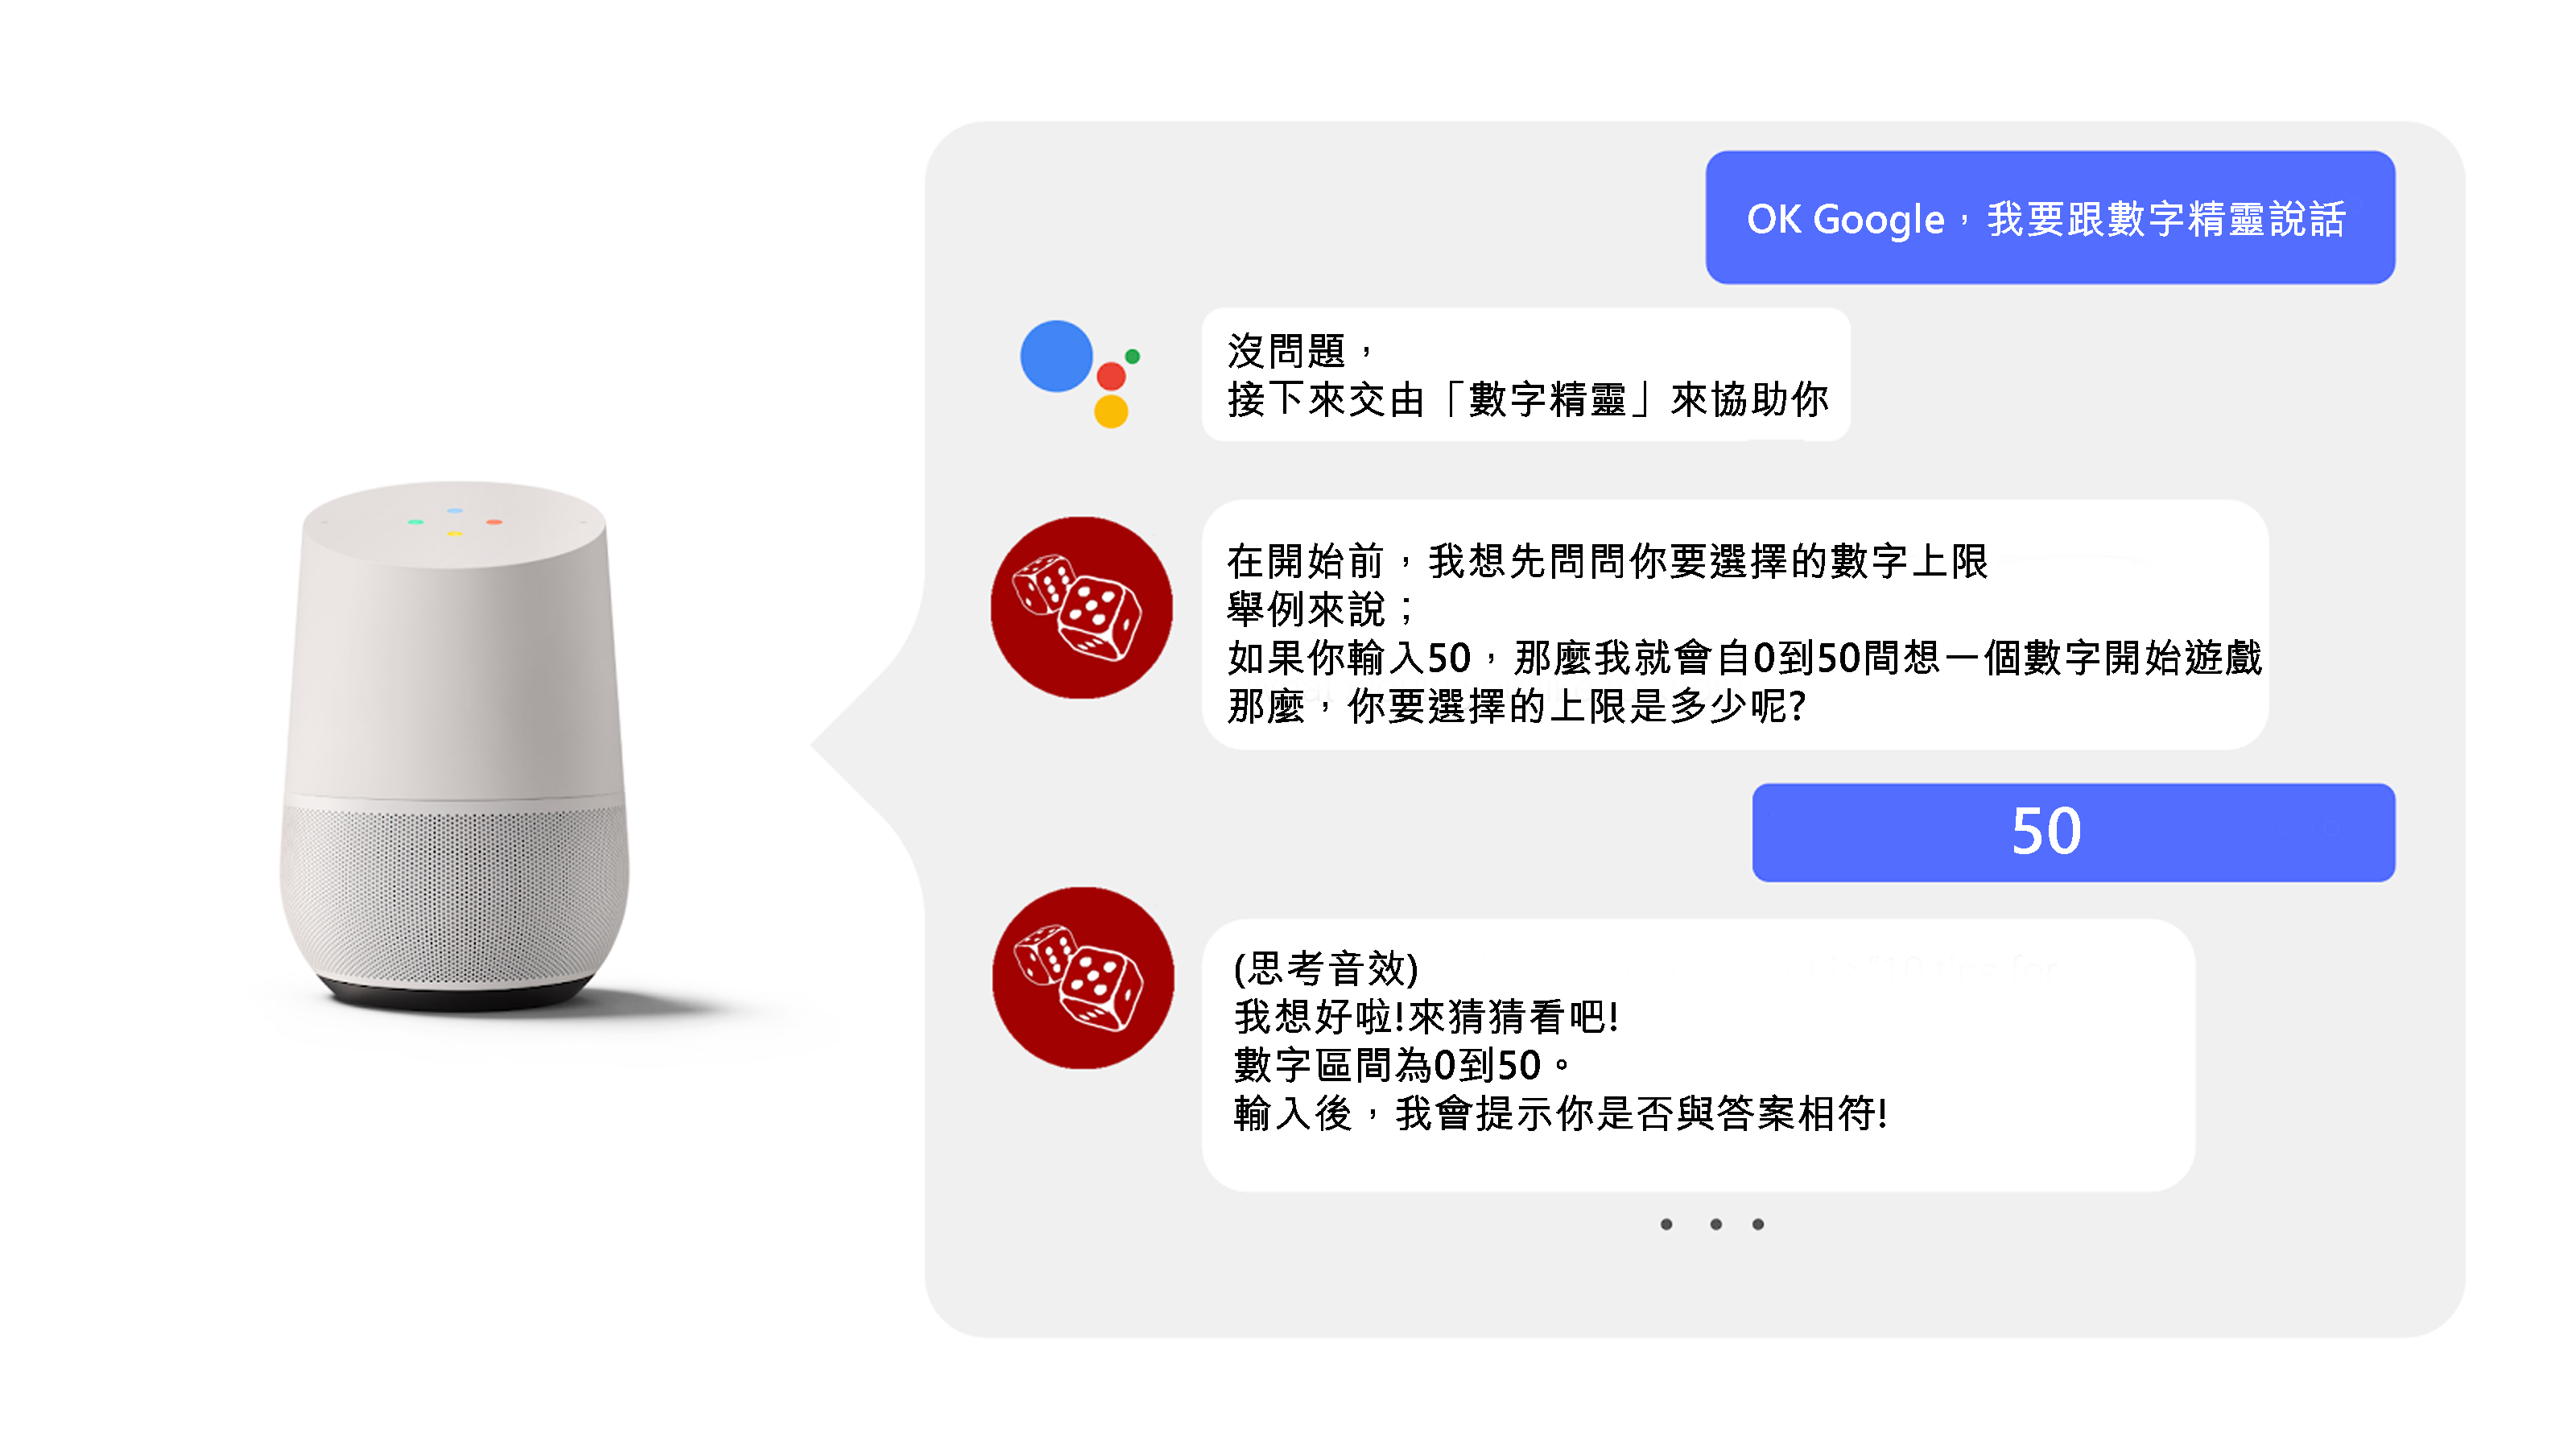 OK Google，我要跟數字精靈說話
沒問題，
接下來交由「數字精靈」來協助你
在開始前，我想先問問你要選擇的數字上限
舉例來說；
如果你輸入50，那麼我就會自0到50間想一個數字開始遊戲
那麼，你要選擇的上限是多少呢?
50
(思考音效)
我想好啦!來猜猜看吧!
數字區間為0到50。
輸入後，我會提示你是否與答案相符!